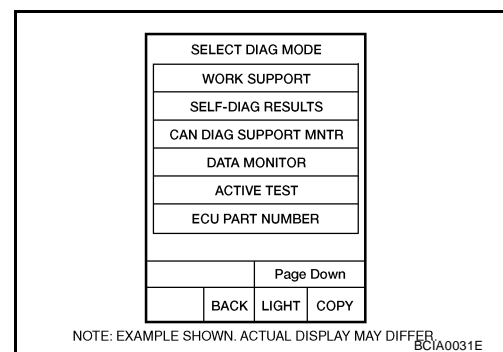 SELECT DIAG MODE
WORK SUPPORT
SELF-DIAG RESULTS
CAN DIAG SUPPORT MNTR
DATA MONITOR
ACTIVE TEST
ECU PART NUMBER
Page Down
BACK LIGHT COPY
NOTE: EXAMPLE SHOWN. ACTUAL DISPLAY MAY DIFFER.
BCIA0031E